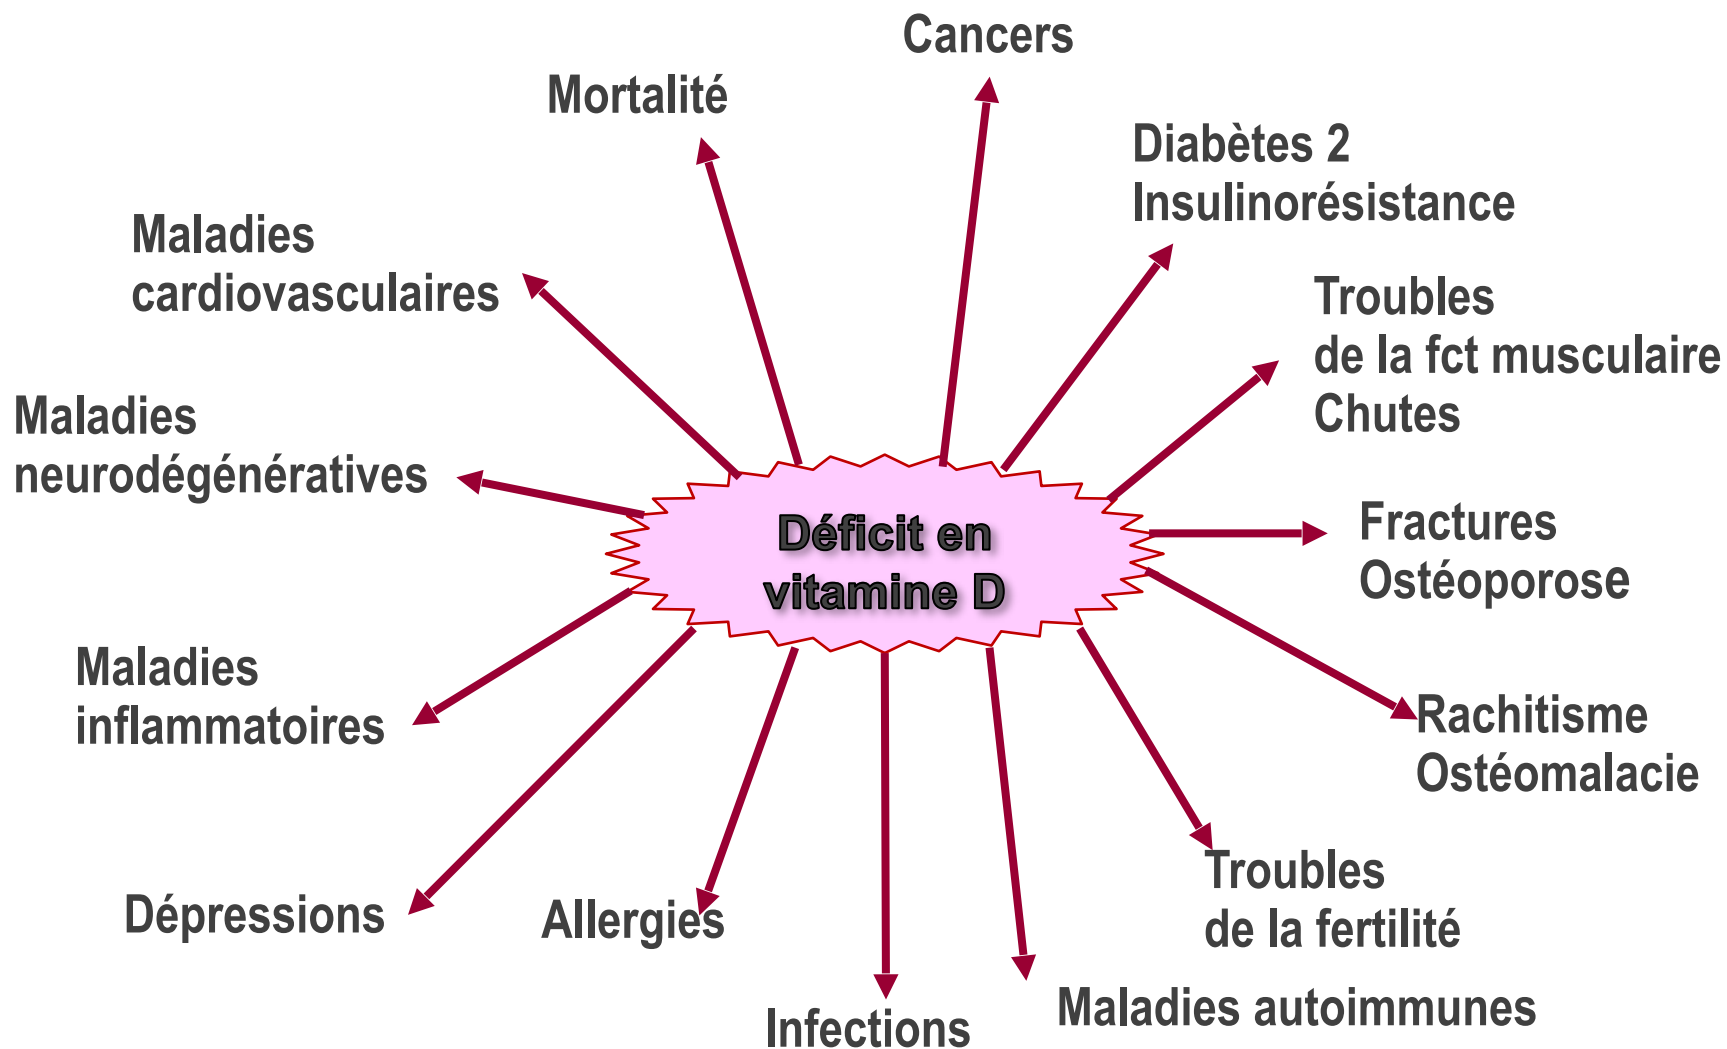 Cancers
Mortalité
Diabètes 2
Insulinorésistance
Maladies
cardiovasculaires
Troubles
de la fct musculaire
Chutes
Maladies
neurodégénératives
Déficit en
vitamine D
Fractures
Ostéoporose
Maladies
inflammatoires
Rachitisme
Ostéomalacie
Troubles
de la fertilité
Dépressions
Allergies
Maladies autoimmunes
Infections